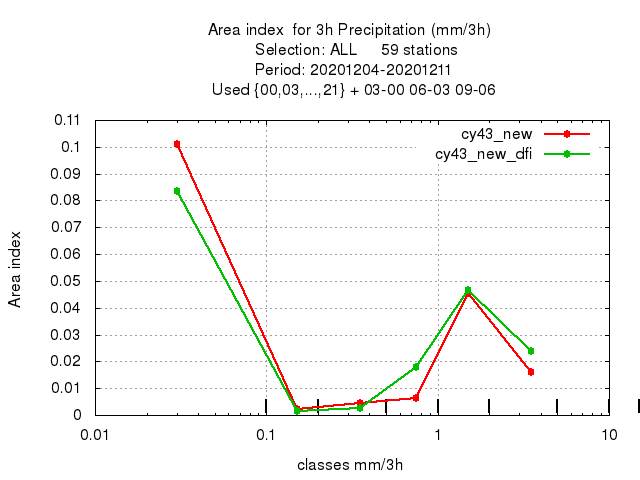 Area index  for 3h Precipitation (mm/3h)
Selection: ALL     59 stations
Period: 20201204-20201211
Used {00,03,...,21} + 03-00 06-03 09-06
cy43_new
cy43_new_dfi
0.11
0.1
0.09
0.08
0.07
0.06
0.05
0.04
0.03
0.02
0.01
0
Area index
0.01 0.1 1 10
classes mm/3h